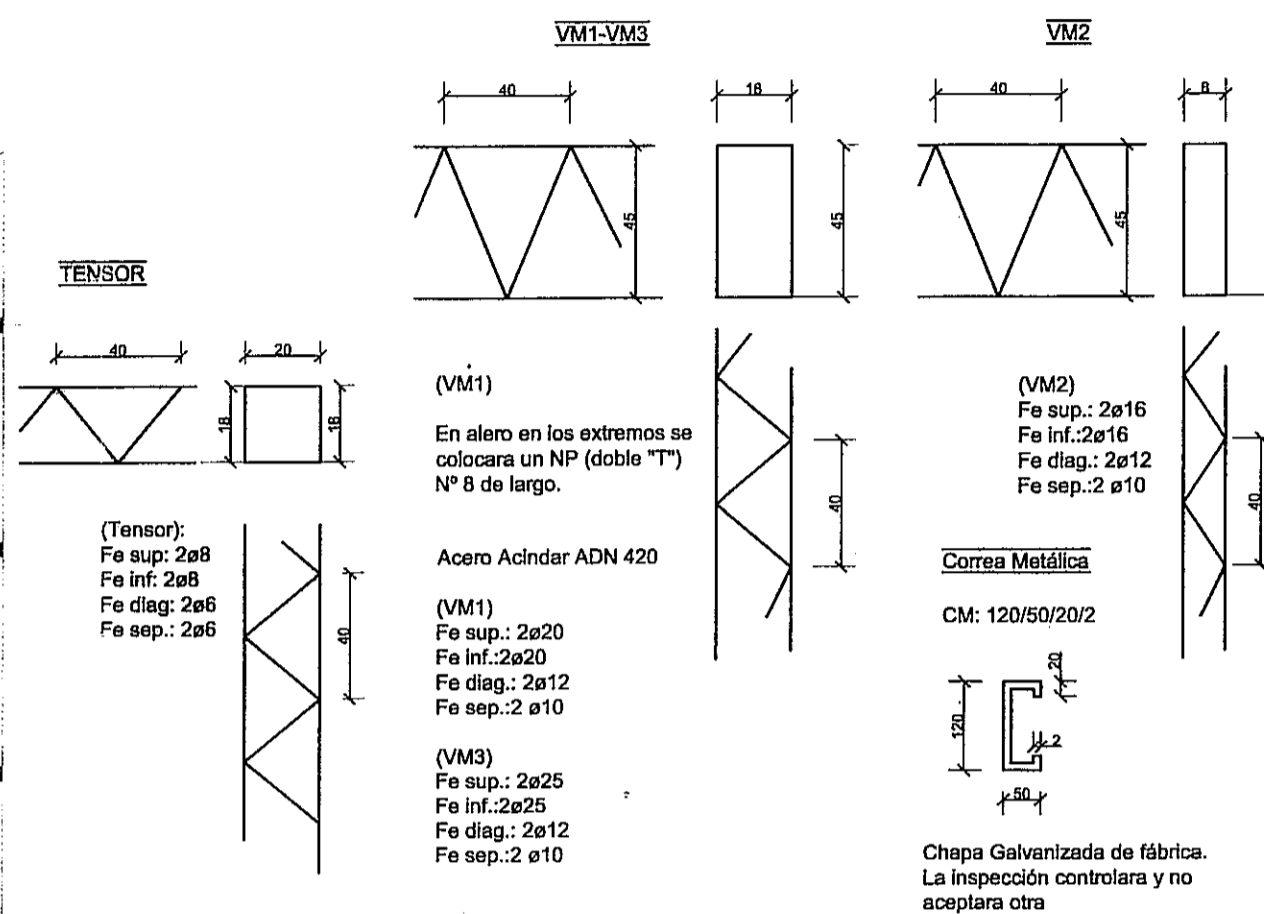 VM1-VM3
VM2
40
18
40
8
45
45
45
TENSOR
40
20
18
18
(VM1)
En alero en los extremos se
colocara un NP (doble "T")
Nº 8 de largo.
Acero Acindar ADN 420
(VM1)
Fe sup.: 2ø20
Fe inf.:2ø20
Fe diag.: 2ø12
Fe sep.:2 ø10
(VM3)
Fe sup.: 2ø25
Fe inf.:2ø25
Fe diag.: 2ø12
Fe sep.:2 ø10
40
(VM2)
Fe sup.: 2ø16
Fe inf.:2ø16
Fe diag.: 2ø12
Fe sep.:2 ø10
40
(Tensor):
Fe sup: 2ø8
Fe inf: 2ø8
Fe diag: 2ø6
Fe sep.: 2ø6
40
Correa Metálica
CM: 120/50/20/2
20
120
2
50
Chapa Galvanizada de fábrica.
La inspección controlara y no
aceptara otra